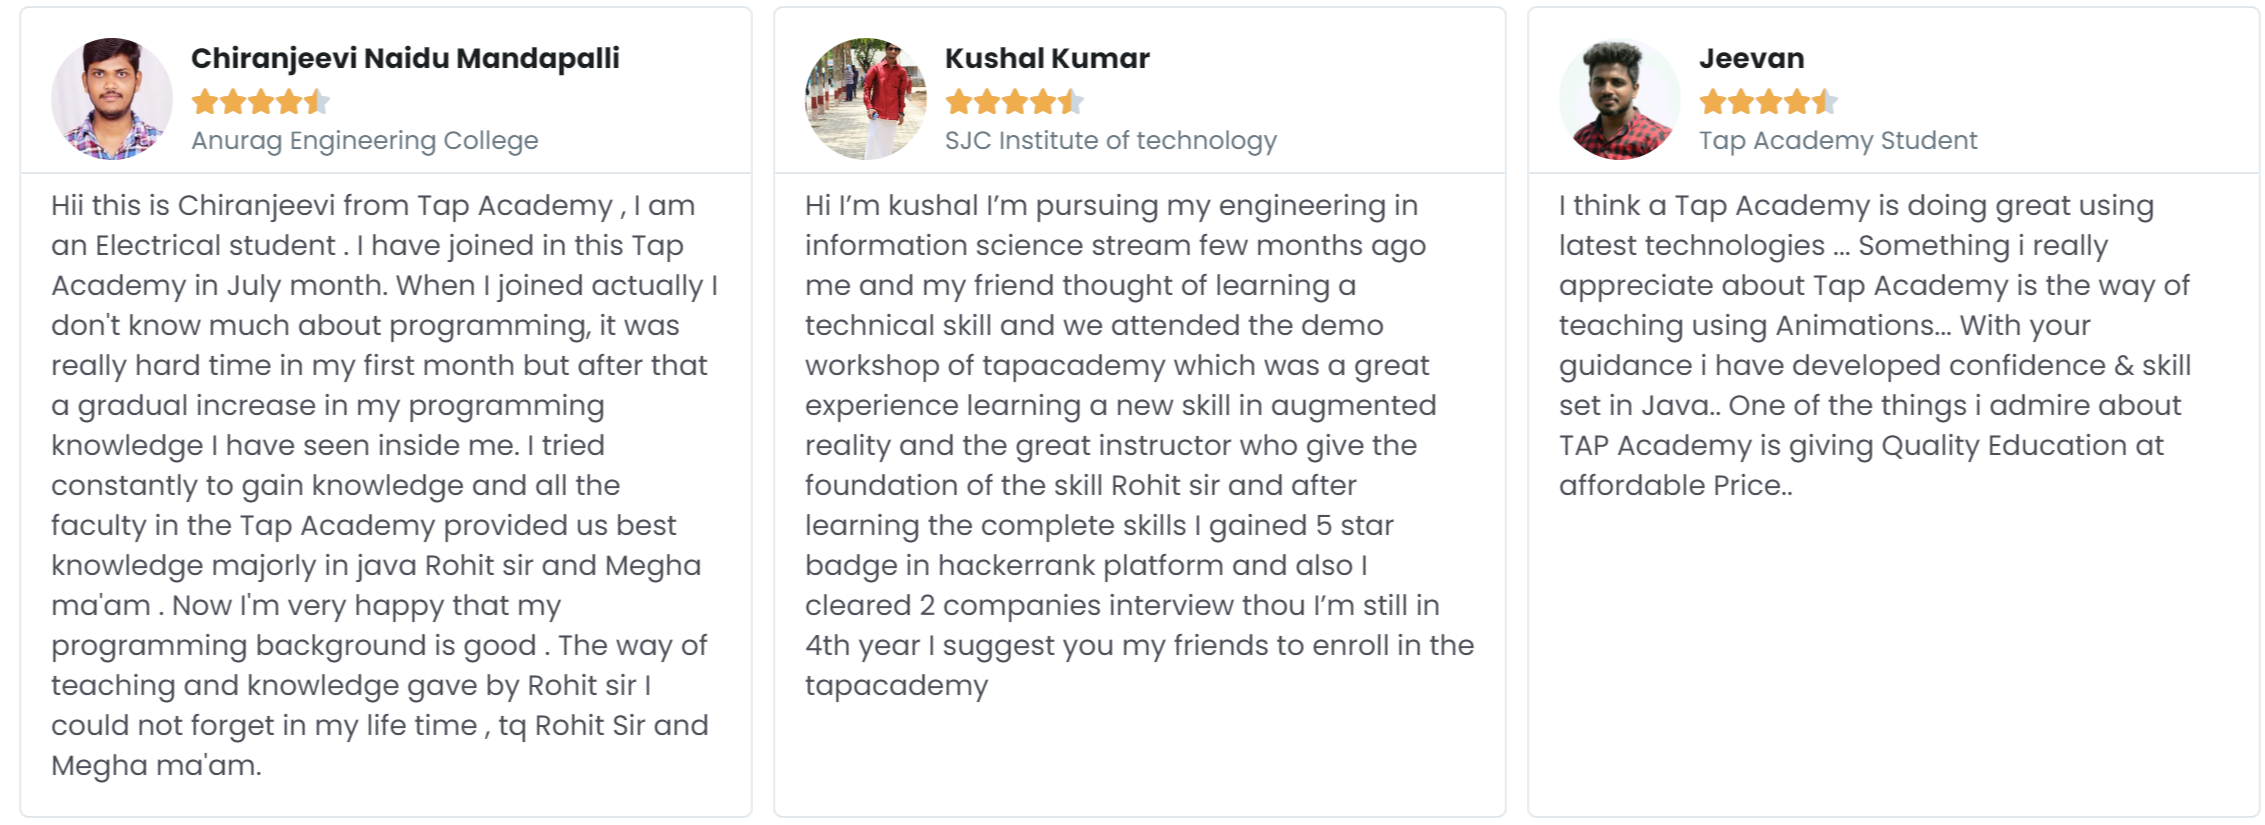 Chiranjeevi Naidu Mandapalli
Anurag Engineering College
Hii this is Chiranjeevi from Tap Academy , I am
an Electrical student . I have joined in this Tap
Academy in July month. When I joined actually I
don't know much about programming, it was
really hard time in my first month but after that
a gradual increase in my programming
knowledge I have seen inside me. I tried
constantly to gain knowledge and all the
faculty in the Tap Academy provided us best
knowledge majorly in java Rohit sir and Megha
ma'am . Now I'm very happy that my
programming background is good . The way of
teaching and knowledge gave by Rohit sir I
could not forget in my life time , tq Rohit Sir and
Megha ma'am.
Kushal Kumar
SJC Institute of technology
Hi I’m kushal I’m pursuing my engineering in
information science stream few months ago
me and my friend thought of learning a
technical skill and we attended the demo
workshop of tapacademy which was a great
experience learning a new skill in augmented
reality and the great instructor who give the
foundation of the skill Rohit sir and after
learning the complete skills I gained 5 star
badge in hackerrank platform and also I
cleared 2 companies interview thou I’m still in
4th year I suggest you my friends to enroll in the
tapacademy
Jeevan
Tap Academy Student
I think a Tap Academy is doing great using
latest technologies ... Something i really
appreciate about Tap Academy is the way of
teaching using Animations... With your
guidance i have developed confidence & skill
set in Java.. One of the things i admire about
TAP Academy is giving Quality Education at
affordable Price..